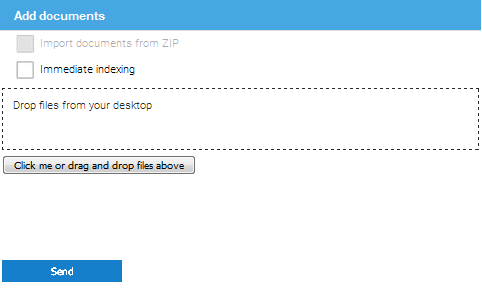 Add documents
Import documents from ZIP
Immediate indexing
Drop files from your desktop
Click me or drag and drop files above
Send